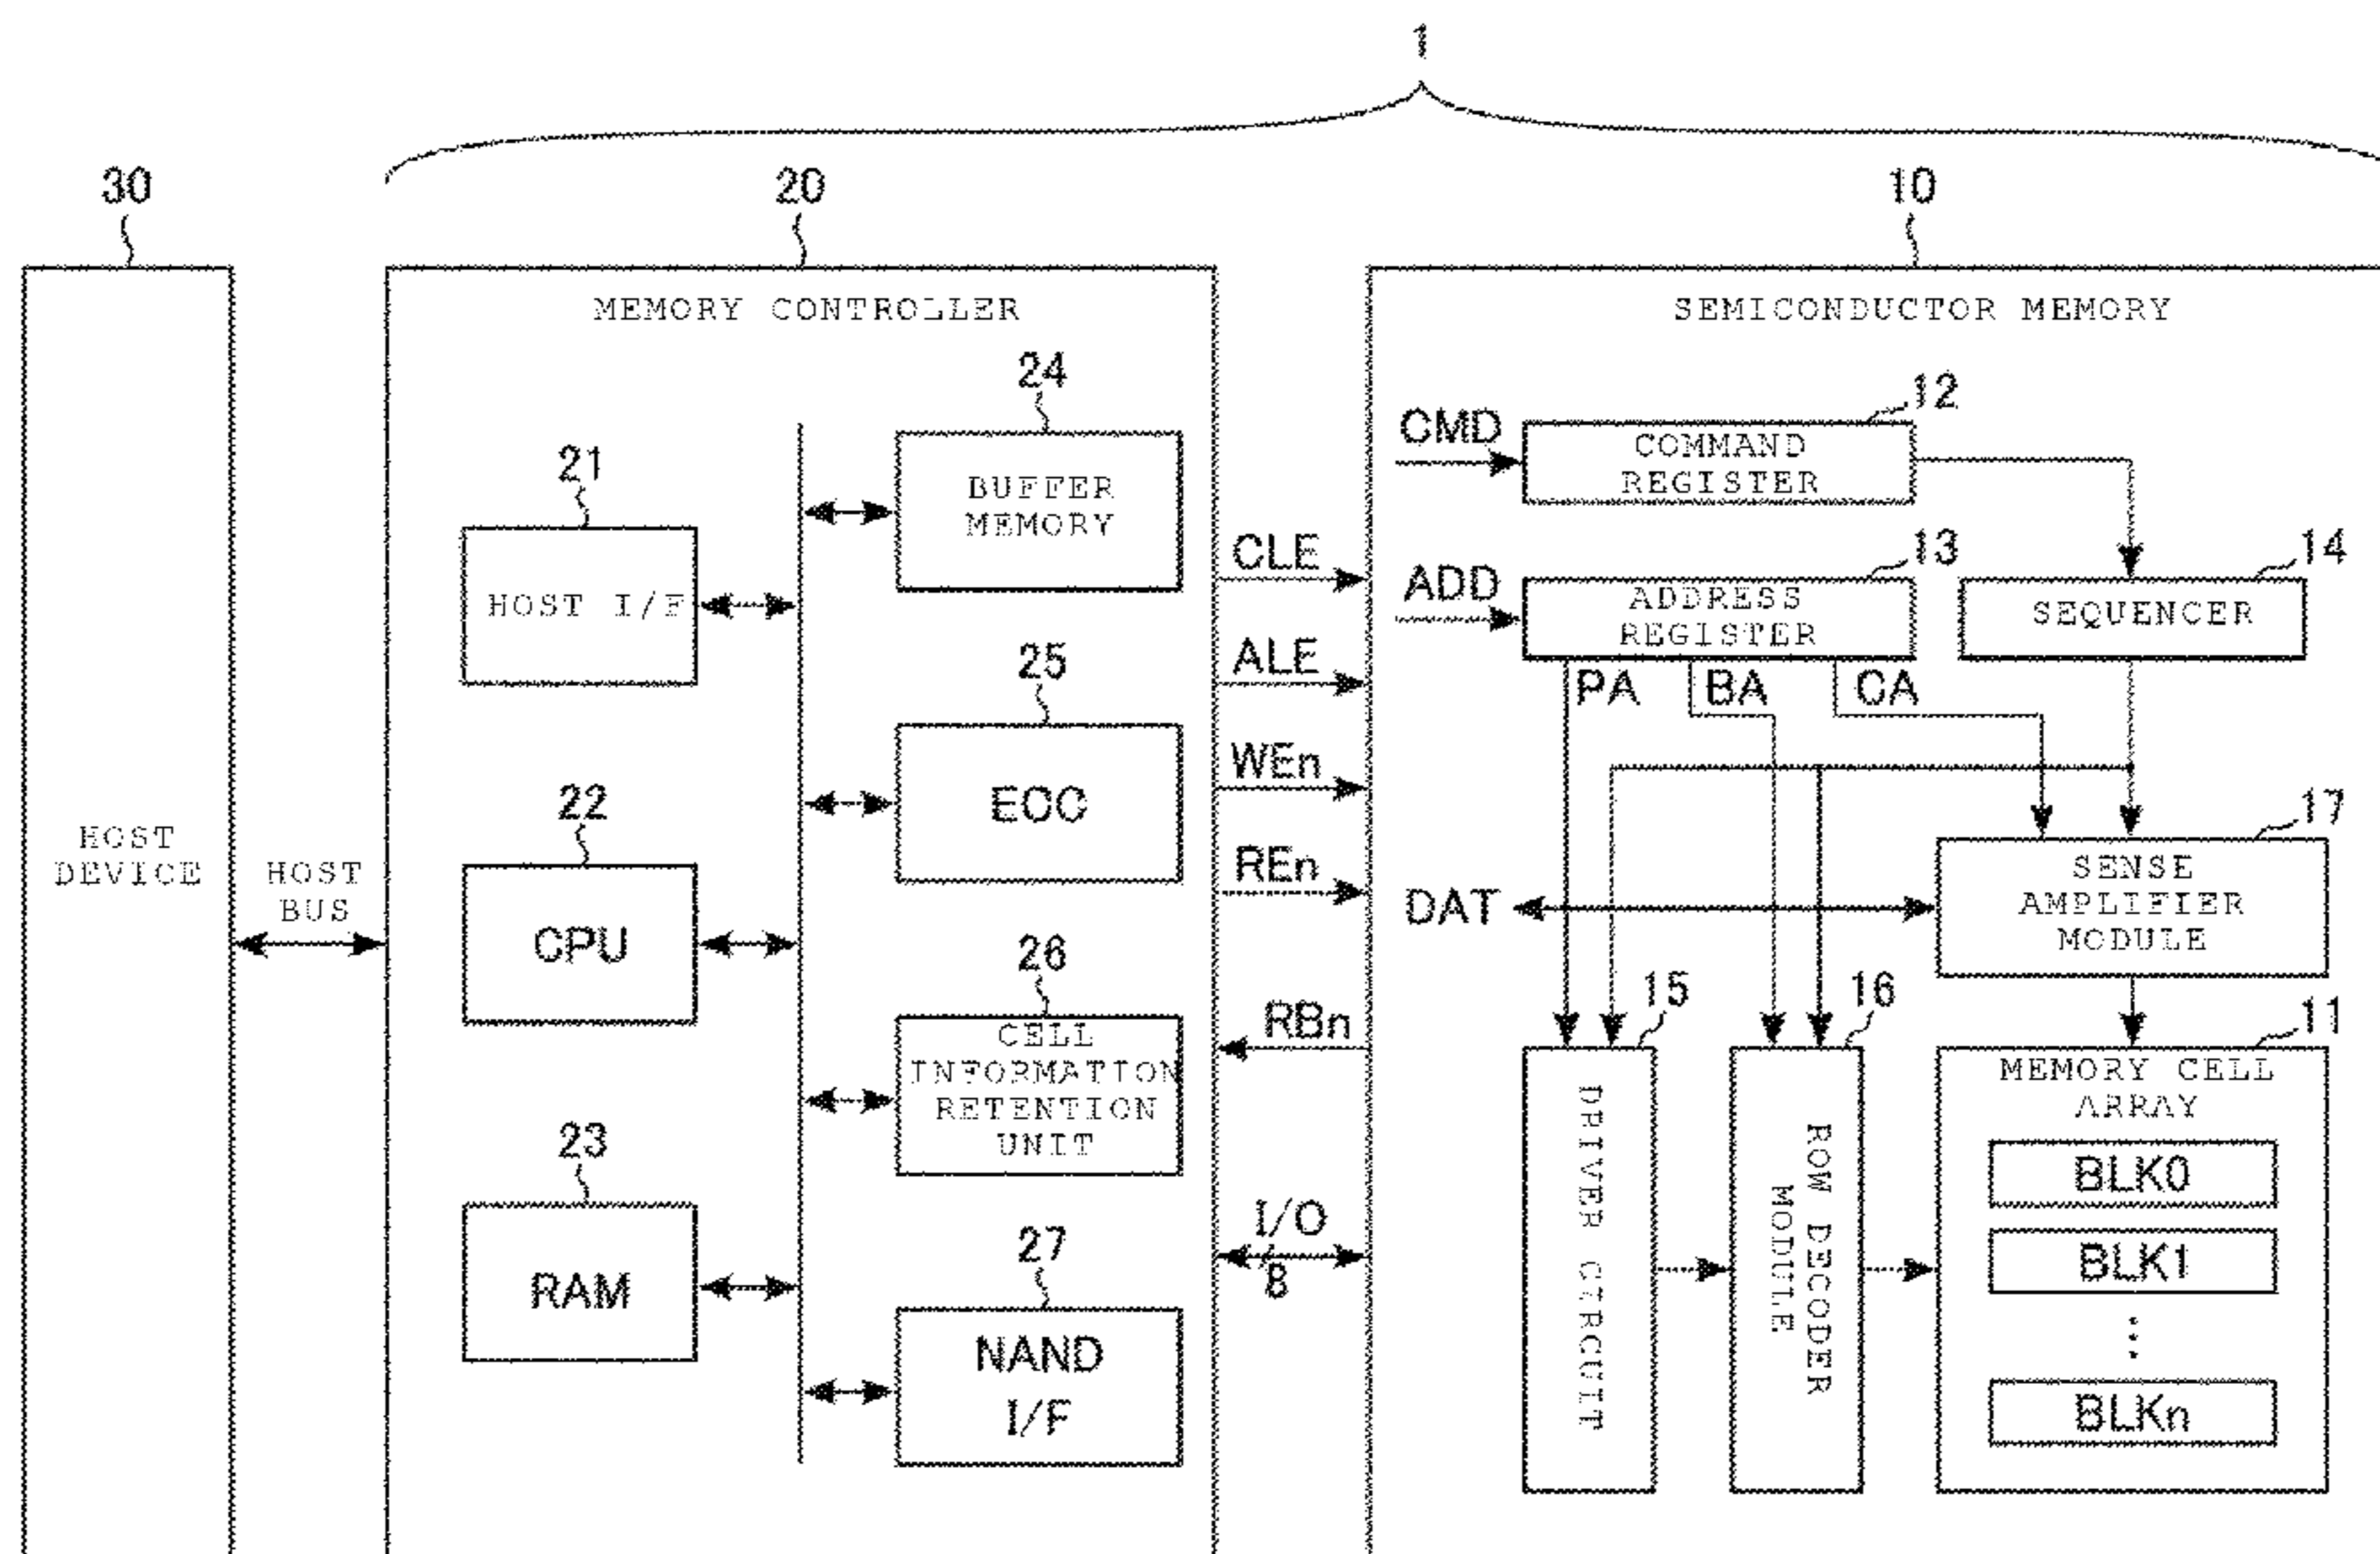 1
30
20
10
MEMORY CONTROLLER
SEMICONDUCTOR MEMORY
HOST
DEVICE
HOST
BUS
21
HOST I/F
22
CPU
23
RAM
24
BUFFER
MEMORY
25
ECC
26
CELL
INFORMATION
RETENTION
UNIT
27
NAND
I/F
CLE
ALE
WEn
REn
RBn
I/O
8
CMD
12
COMMAND
REGISTER
ADD
13
ADDRESS
REGISTER
14
SEQUENCER
PA
BA
CA
17
SENSE
AMPLIFIER
MODULE
DAT
15
DRIVER CIRCUIT
16
ROW DECODER
MODULE
11
MEMORY CELL
ARRAY
BLK0
BLK1
⋮
BLKn